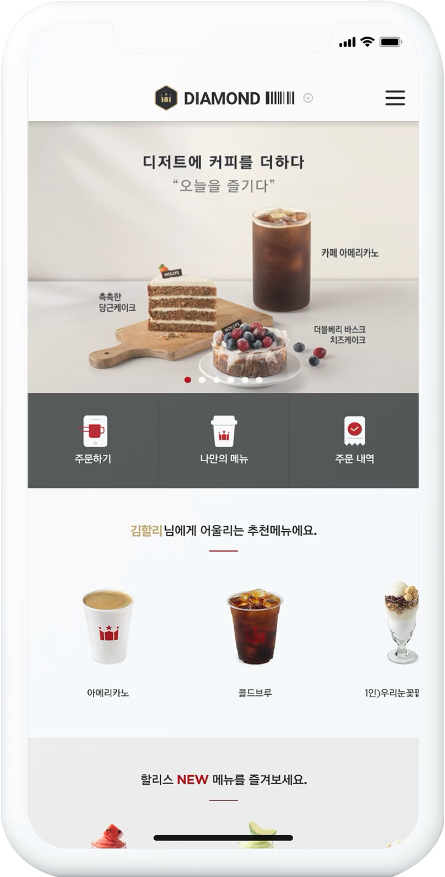 DIAMOND
디저트에 커피를 더하다
“오늘을 즐기다”
카페 아메리카노
촉촉한
당근케이크
HOLLYS
HOLLYS
더블베리 바스크
치즈케이크
주문하기
나만의 메뉴
주문 내역
김할리님에게 어울리는 추천메뉴에요.
아메리카노
콜드브루
1인)우리눈꽃팥
할리스 NEW 메뉴를 즐겨보세요.